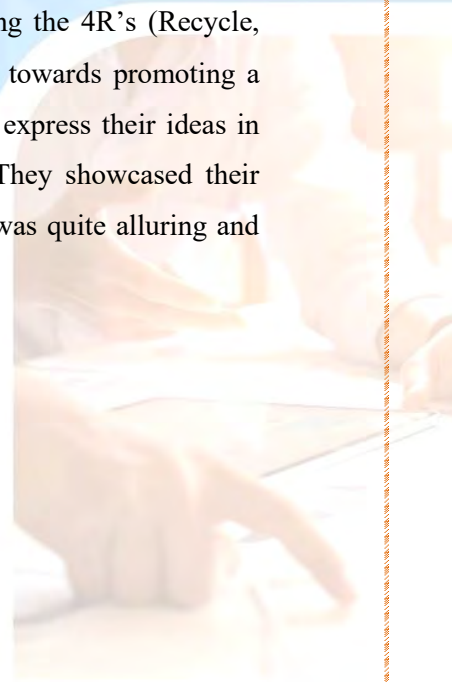 ng the 4R's (Recycle,
towards promoting a
express their ideas in
They showcased their
was quite alluring and